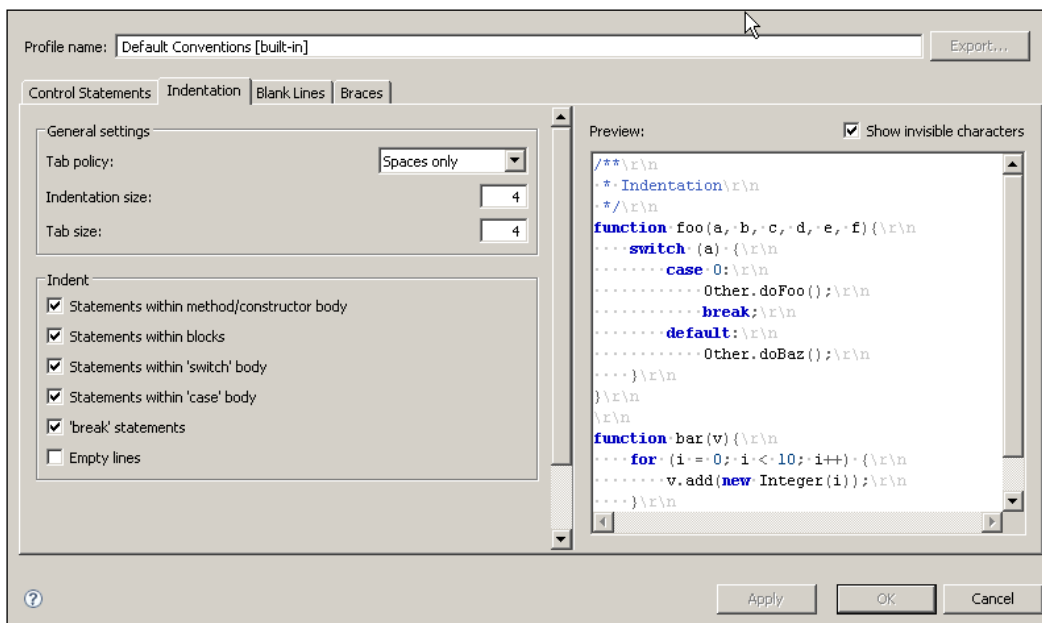 Profile name: Default Conventions [built-in] Export...
Control Statements Indentation Blank Lines Braces
General settings
Tab policy: Spaces only
Indentation size: 4
Tab size: 4
Indent
Statements within method/constructor body
Statements within blocks
Statements within 'switch' body
Statements within 'case' body
'break' statements
Empty lines
Preview: Show invisible characters
/**\r\n
·*·Indentation\r\n
·*/\r\n
function·foo(a,·b,·c,·d,·e,·f){\r\n
····switch·(a)·{\r\n
········case·0:\r\n
············Other.doFoo();\r\n
············break;\r\n
········default:\r\n
············Other.doBaz();\r\n
····}\r\n
}\r\n
\r\n
function·bar(v){\r\n
····for·(i·=·0;·i·<·10;·i++)·{\r\n
········v.add(new·Integer(i));\r\n
····}\r\n
? Apply OK Cancel